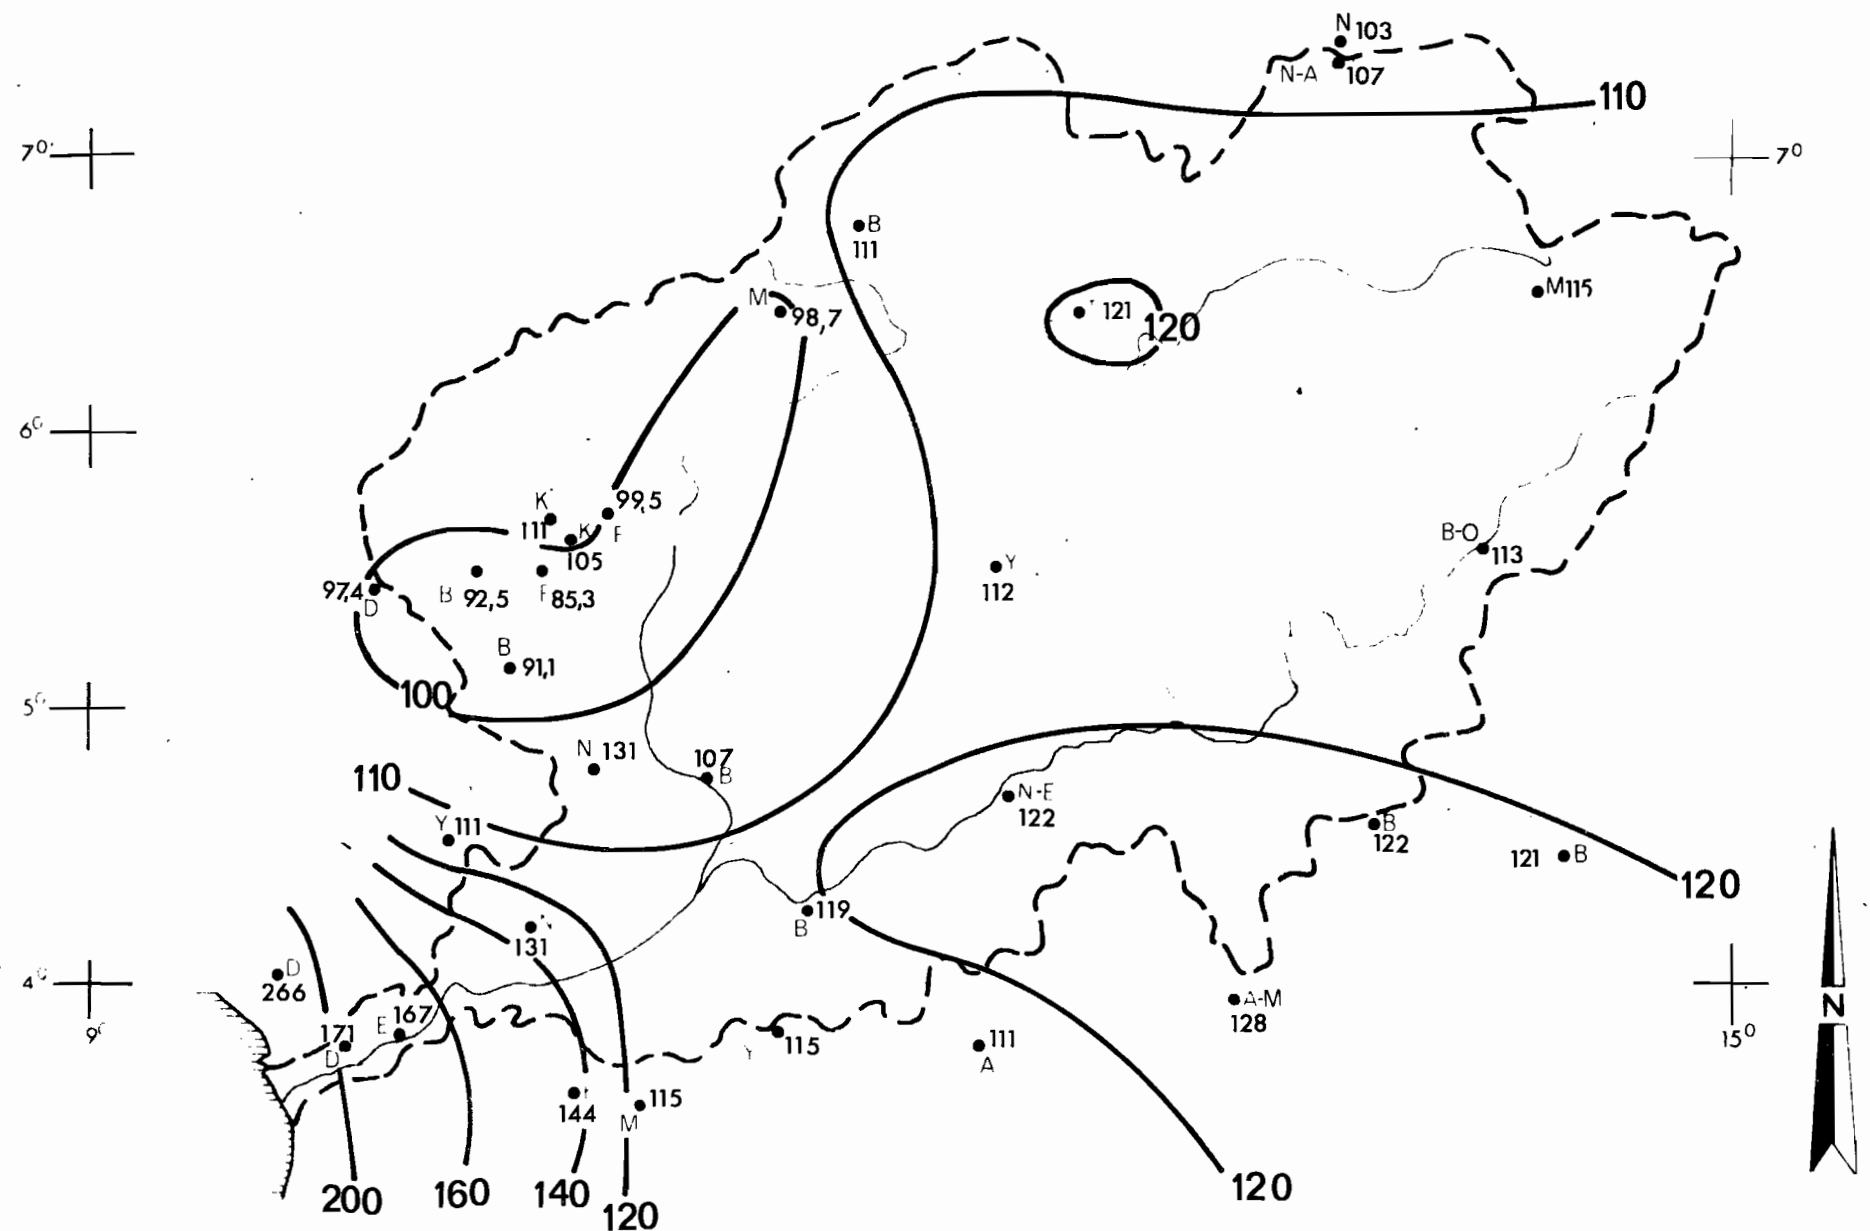 N 103
N-A 107
110
7°
7°
B
111
M
98,7
121
120
M115
6°
K
99,5
111
K
F
105
B-O
113
97,4
D
B
92,5
F
85,3
Y
112
B
91,1
100
5°
N 131
107
B
110
Y 111
N-E
122
B
122
121 B
120
119
B
131
D
266
4°
9°
E 167
171
D
A-M
128
115
111
A
144
115
M
N
15°
200
160
140
120
120